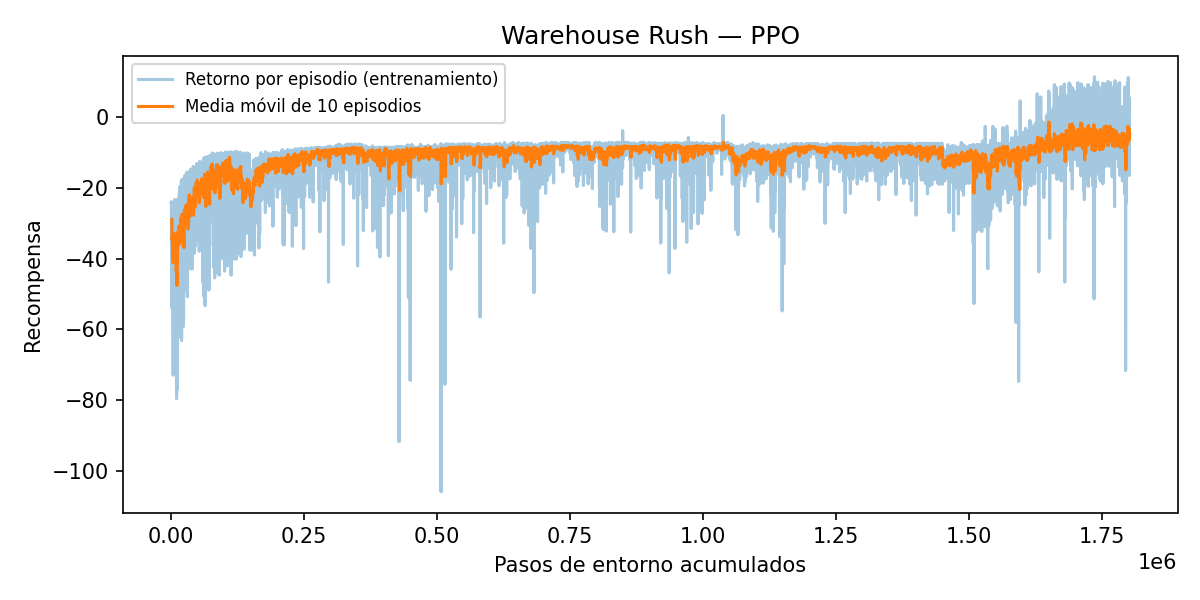 Warehouse Rush — PPO
Retorno por episodio (entrenamiento)
Media móvil de 10 episodios
Recompensa
0
−20
−40
−60
−80
−100
0.00 0.25 0.50 0.75 1.00 1.25 1.50 1.75
1e6
Pasos de entorno acumulados